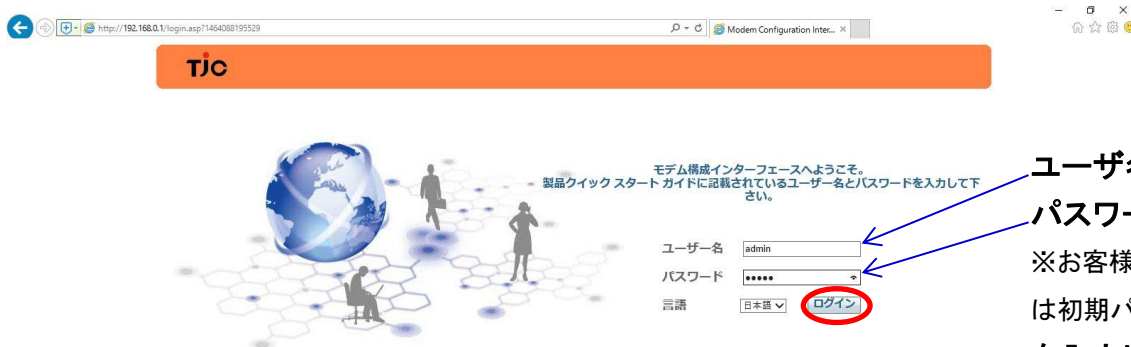 http://192.168.0.1/login.asp?1464088195529
Modem Configuration Inter...
TJC
モデム構成インターフェースへようこそ。
製品クイック スタート ガイドに記載されているユーザー名とパスワードを入力して下
さい。
ユーザー名 admin
パスワード •••••
言語 日本語 ログイン
ユーザ
パスワー
※お客様
は初期パ